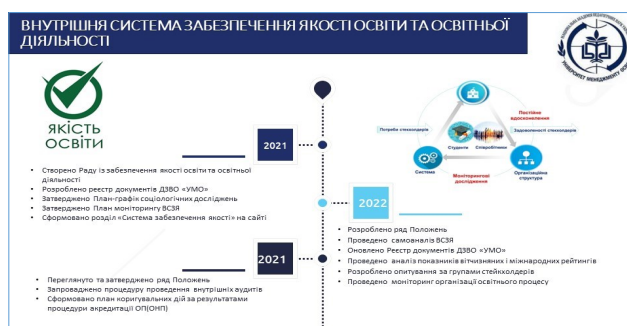 ВНУТРІШНЯ СИСТЕМА ЗАБЕЗПЕЧЕННЯ ЯКОСТІ ОСВІТИ ТА ОСВІТНЬОЇ
ДІЯЛЬНОСТІ
УНІВЕРСИТЕТ МЕНЕДЖМЕНТУ
ЯКІСТЬ
ОСВІТИ
2021
• Створено Раду із забезпечення якості освіти та освітньої
діяльності
• Розроблено реєстр документів ДЗВО «УМО»
• Затверджено План-графік соціологічних досліджень
• Затверджено План моніторингу ВСЗЯ
• Сформовано розділ «Система забезпечення якості» на сайті
Постійне
вдосконалення
Потреби стекхолдерів
Задоволеності стекхолдерів
Студенти
Співробітники
Система
Організаційна
структура
Моніторингові
дослідження
2022
• Розроблено ряд Положень
• Проведено самоаналіз ВСЗЯ
• Оновлено Реєстр документів ДЗВО «УМО»
• Проведено аналіз показників вітчизняних і міжнародних рейтингів
• Розроблено опитування за групами стейкхолдерів
• Проведено моніторинг організації освітнього процесу
2021
• Переглянуто та затверджено ряд Положень
• Запроваджено процедуру проведення внутрішніх аудитів
• Сформовано план коригувальних дій за результатами
процедури акредитації ОП(ОНП)